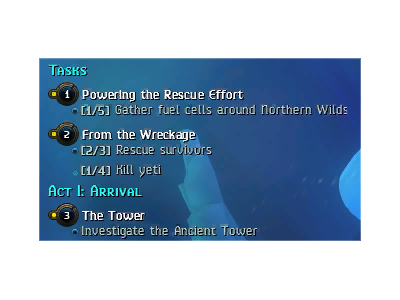 Tasks
1 Powering the Rescue Effort
[1/5] Gather fuel cells around Northern Wilds
2 From the Wreckage
[2/3] Rescue survivors
[1/4] Kill yeti
Act I: Arrival
3 The Tower
Investigate the Ancient Tower